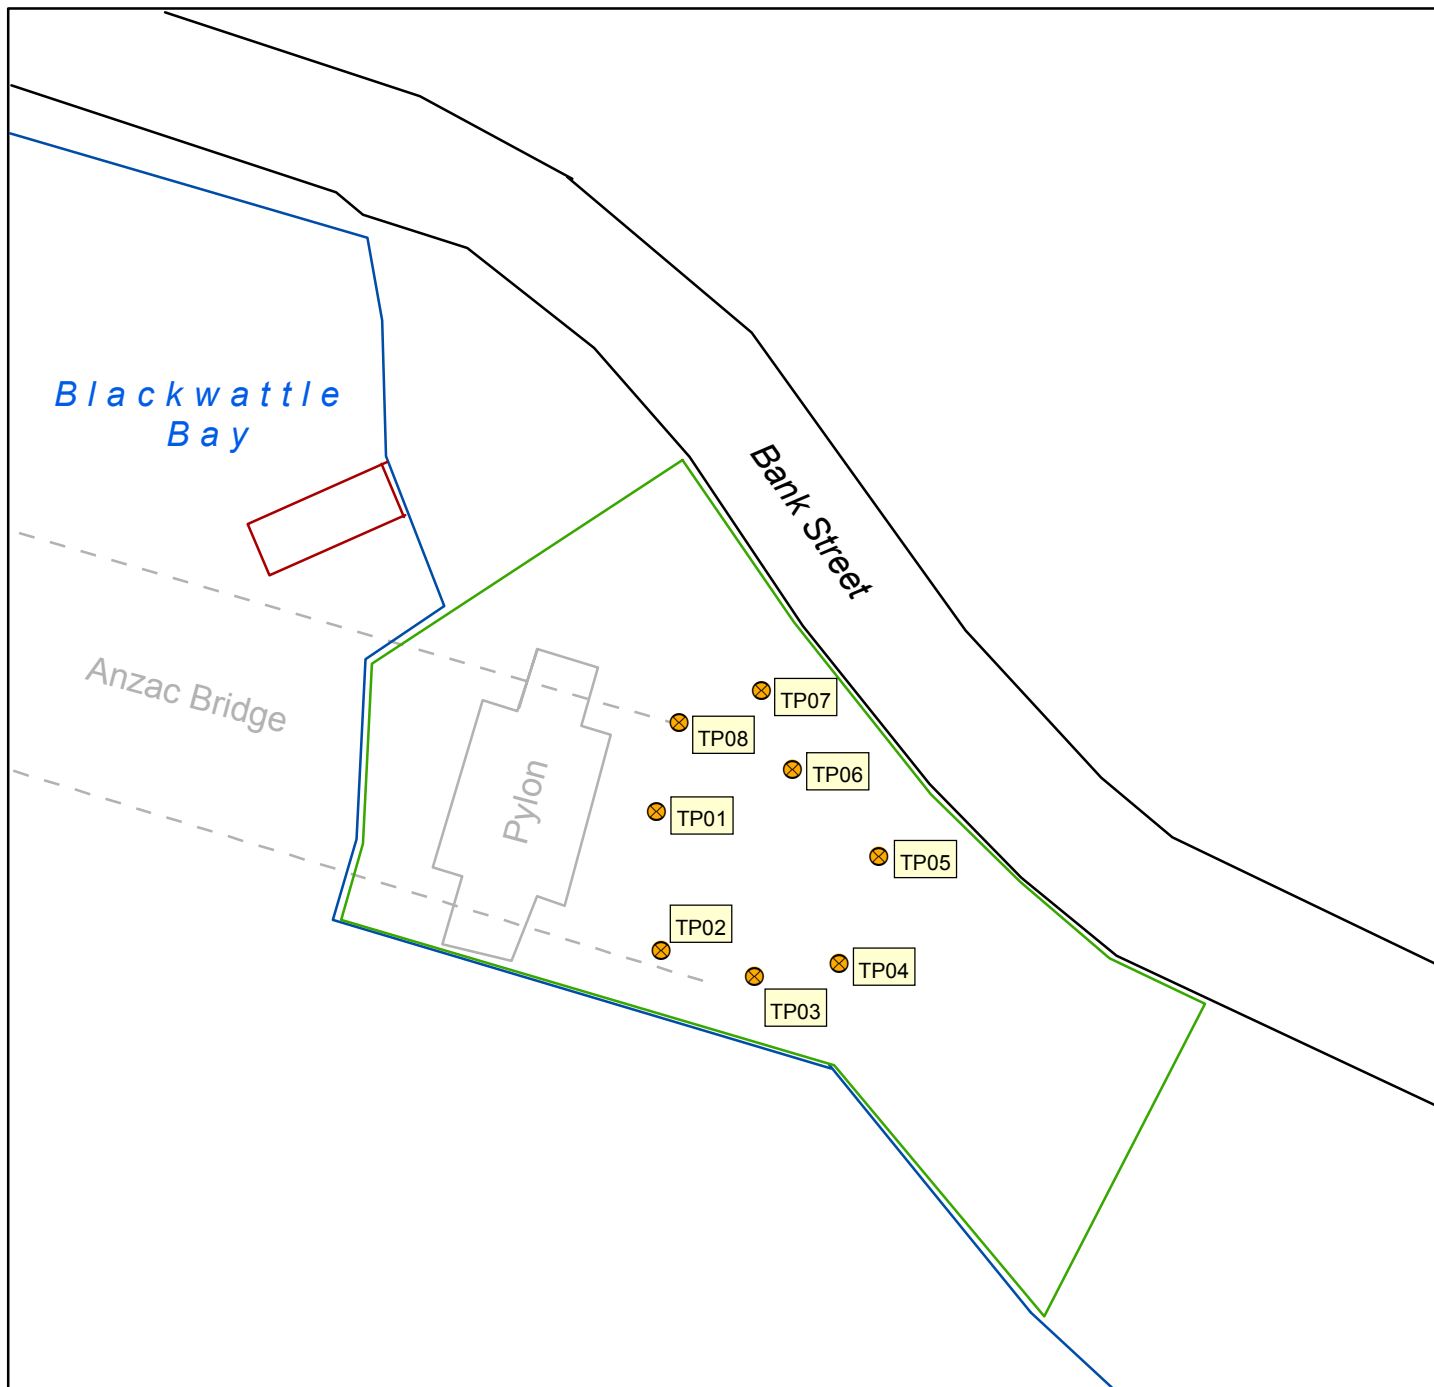 Blackwattle
Bay
Bank Street
Anzac Bridge
Pylon
TP07
TP08
TP06
TP01
TP05
TP02
TP04
TP03